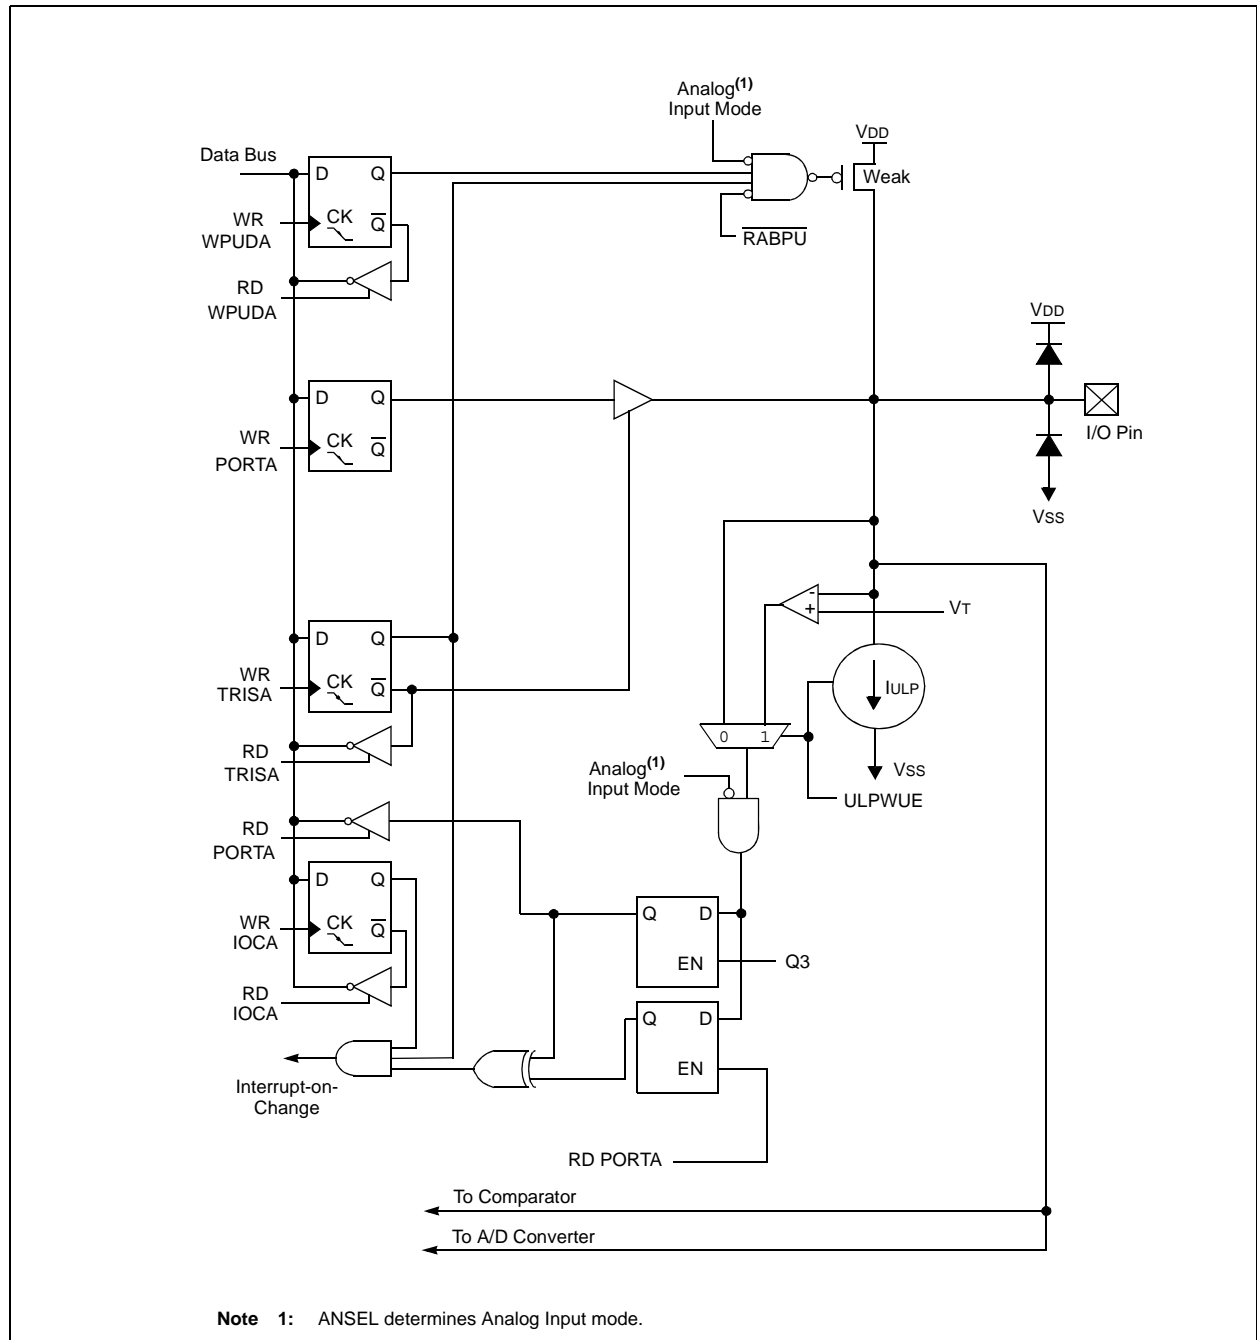 Analog(1)
Input Mode
VDD
Data Bus
D Q
Weak
WR
WPUDA
CK Q̅
R̅A̅B̅P̅U̅
RD
WPUDA
VDD
D Q
WR
PORTA
CK Q̅
I/O Pin
VSS
-
+
VT
D Q
WR
TRISA
CK Q̅
IULP
0 1
RD
TRISA
Analog(1)
Input Mode
VSS
ULPWUE
RD
PORTA
D Q
WR
IOCA
CK Q̅
Q D
EN
Q3
RD
IOCA
Q D
EN
Interrupt-on-
Change
RD PORTA
To Comparator
To A/D Converter
Note 1: ANSEL determines Analog Input mode.